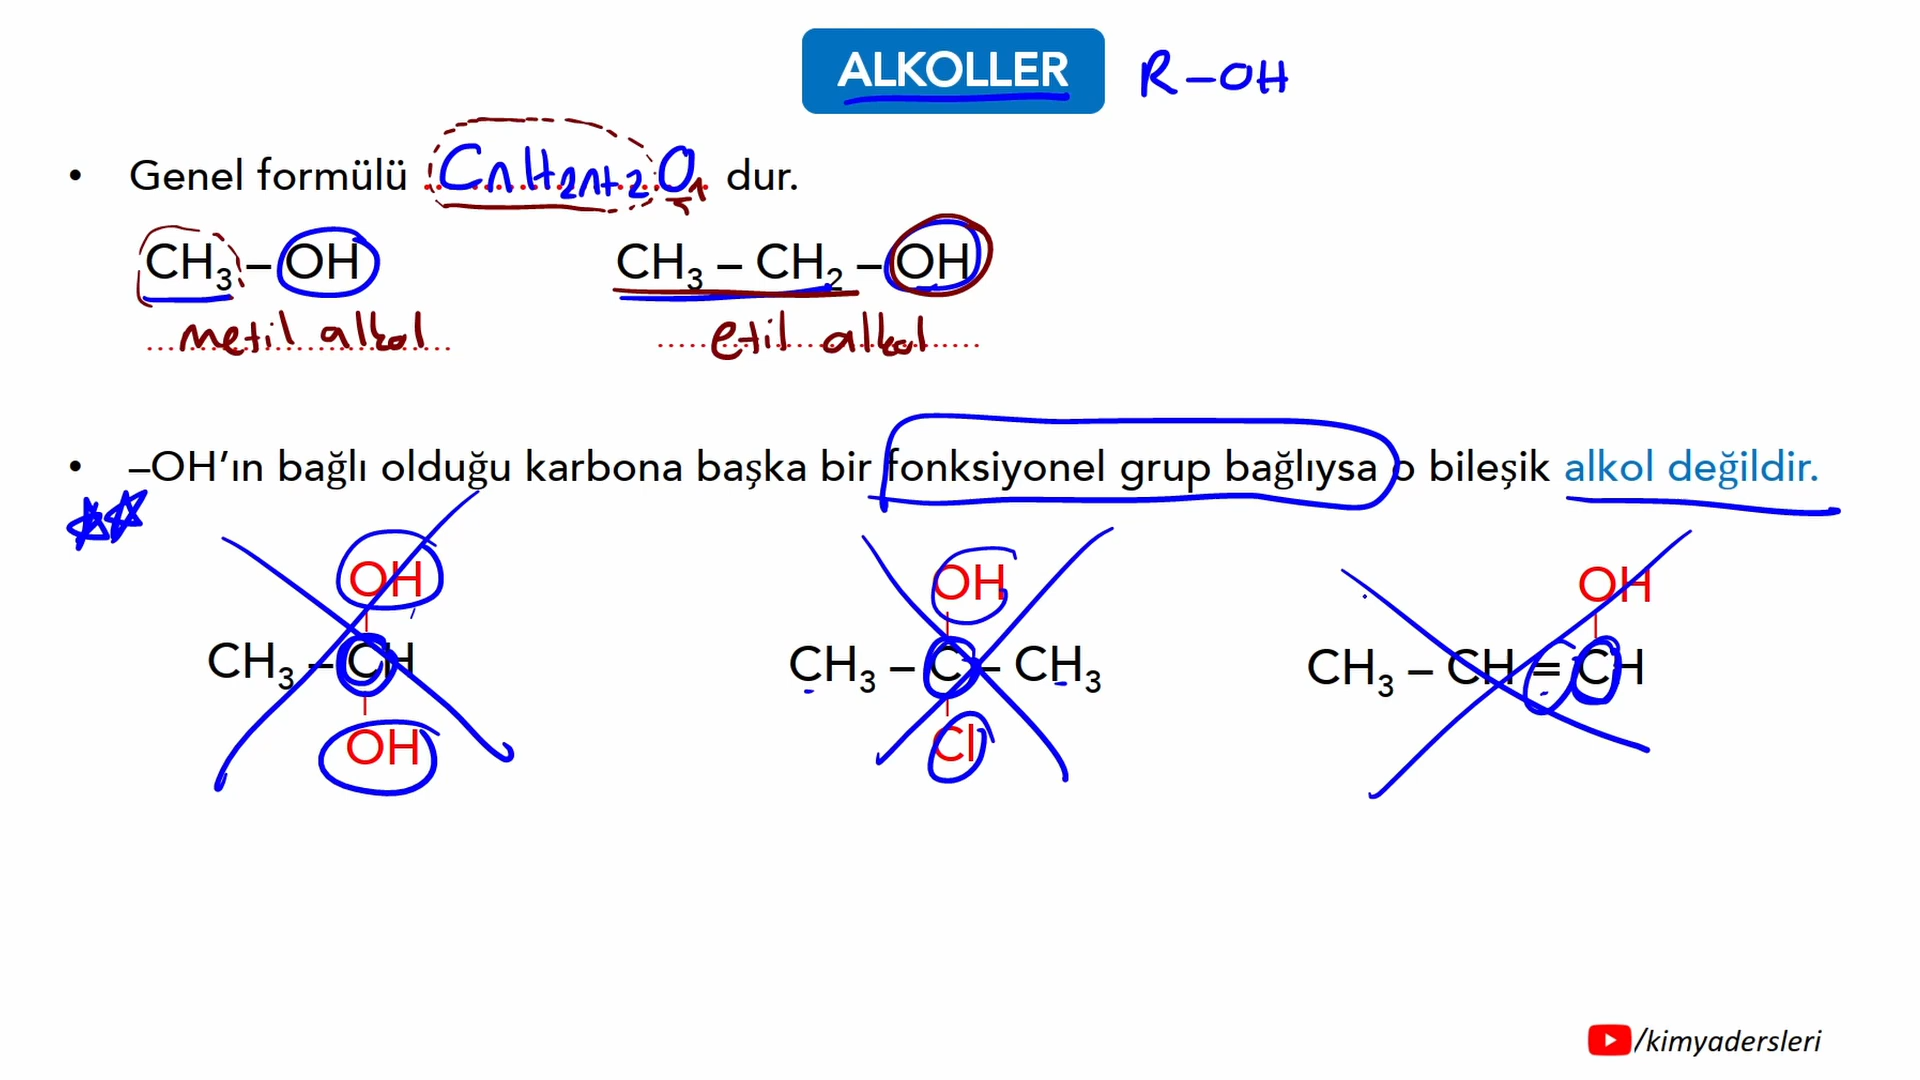 ALKOLLER R-OH
• Genel formülü CnH2n+2O1 dur.
CH3 – OH CH3 – CH2 – OH
metil alkol etil alkol
• –OH’ın bağlı olduğu karbona başka bir fonksiyonel grup bağlıysa o bileşik alkol değildir.
OH OH OH
CH3 – CH CH3 – C – CH3 CH3 – CH = CH
OH Cl
/kimyadersleri